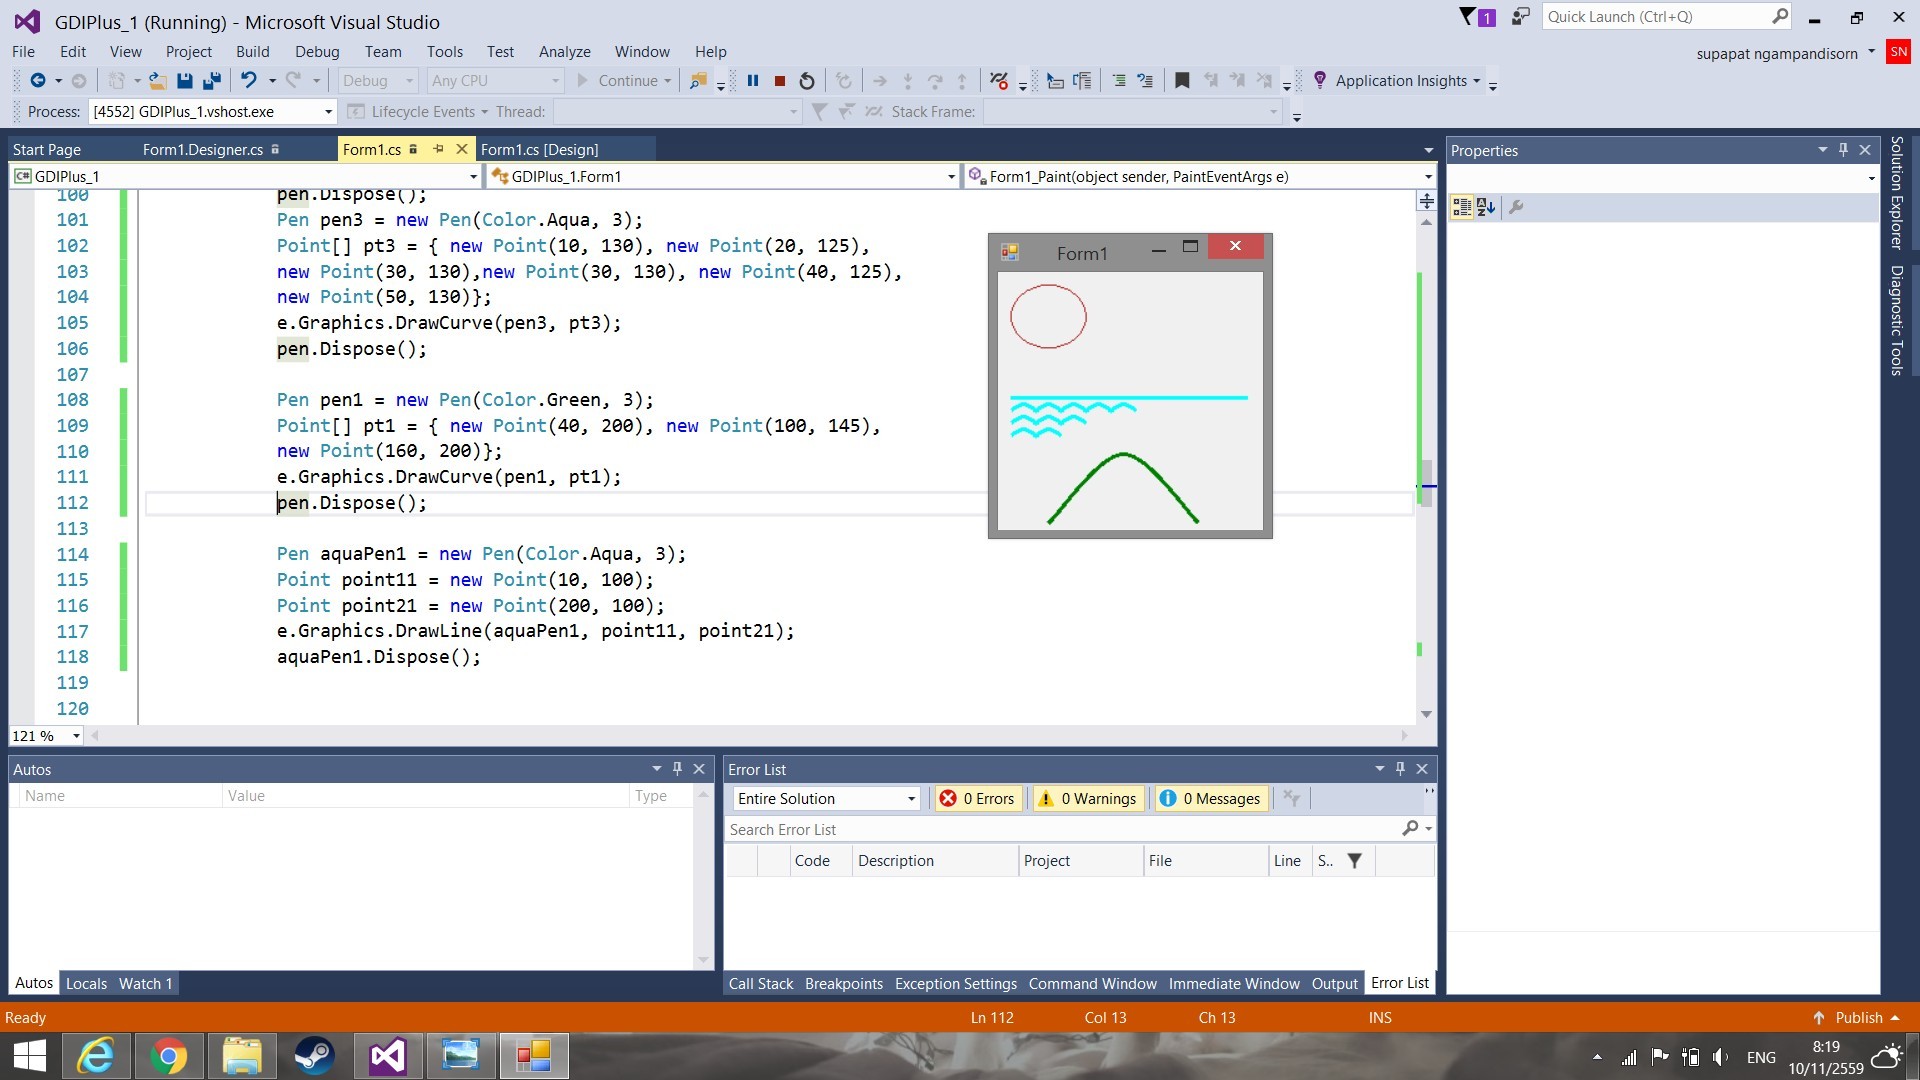 GDIPlus_1 (Running) - Microsoft Visual Studio
1
Quick Launch (Ctrl+Q)
File Edit View Project Build Debug Team Tools Test Analyze Window Help
supapat ngampandisorn SN
Debug Any CPU Continue Application Insights
Process: [4552] GDIPlus_1.vshost.exe Lifecycle Events Thread: Stack Frame:
Start Page Form1.Designer.cs Form1.cs Form1.cs [Design]
Properties
GDIPlus_1 GDIPlus_1.Form1 Form1_Paint(object sender, PaintEventArgs e)
100 pen.Dispose();
101 Pen pen3 = new Pen(Color.Aqua, 3);
102 Point[] pt3 = { new Point(10, 130), new Point(20, 125),
103 new Point(30, 130),new Point(30, 130), new Point(40, 125),
104 new Point(50, 130)};
105 e.Graphics.DrawCurve(pen3, pt3);
106 pen.Dispose();
107
108 Pen pen1 = new Pen(Color.Green, 3);
109 Point[] pt1 = { new Point(40, 200), new Point(100, 145),
110 new Point(160, 200)};
111 e.Graphics.DrawCurve(pen1, pt1);
112 pen.Dispose();
113
114 Pen aquaPen1 = new Pen(Color.Aqua, 3);
115 Point point11 = new Point(10, 100);
116 Point point21 = new Point(200, 100);
117 e.Graphics.DrawLine(aquaPen1, point11, point21);
118 aquaPen1.Dispose();
119
120
121 %
Form1
Solution Explorer
Diagnostic Tools
Autos
Name Value Type
Autos Locals Watch 1
Error List
Entire Solution 0 Errors 0 Warnings 0 Messages
Search Error List
Code Description Project File Line S..
Call Stack Breakpoints Exception Settings Command Window Immediate Window Output Error List
Ready Ln 112 Col 13 Ch 13 INS Publish
ENG
8:19
10/11/2559